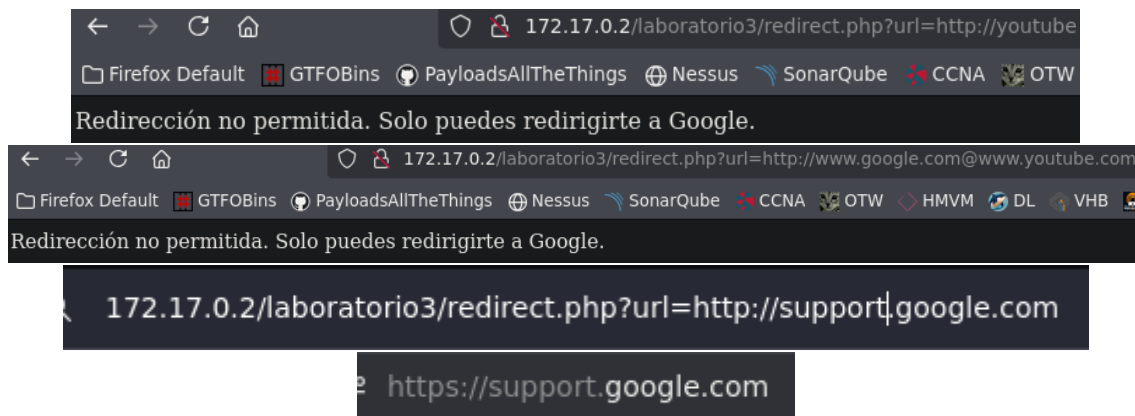 172.17.0.2/laboratorio3/redirect.php?url=http://youtube
Firefox Default GTFOBins PayloadsAllTheThings Nessus SonarQube CCNA OTW
Redirección no permitida. Solo puedes redirigirte a Google.
172.17.0.2/laboratorio3/redirect.php?url=http://www.google.com@www.youtube.com
Firefox Default GTFOBins PayloadsAllTheThings Nessus SonarQube CCNA OTW HMVM DL VHB
Redirección no permitida. Solo puedes redirigirte a Google.
172.17.0.2/laboratorio3/redirect.php?url=http://support.google.com
https://support.google.com